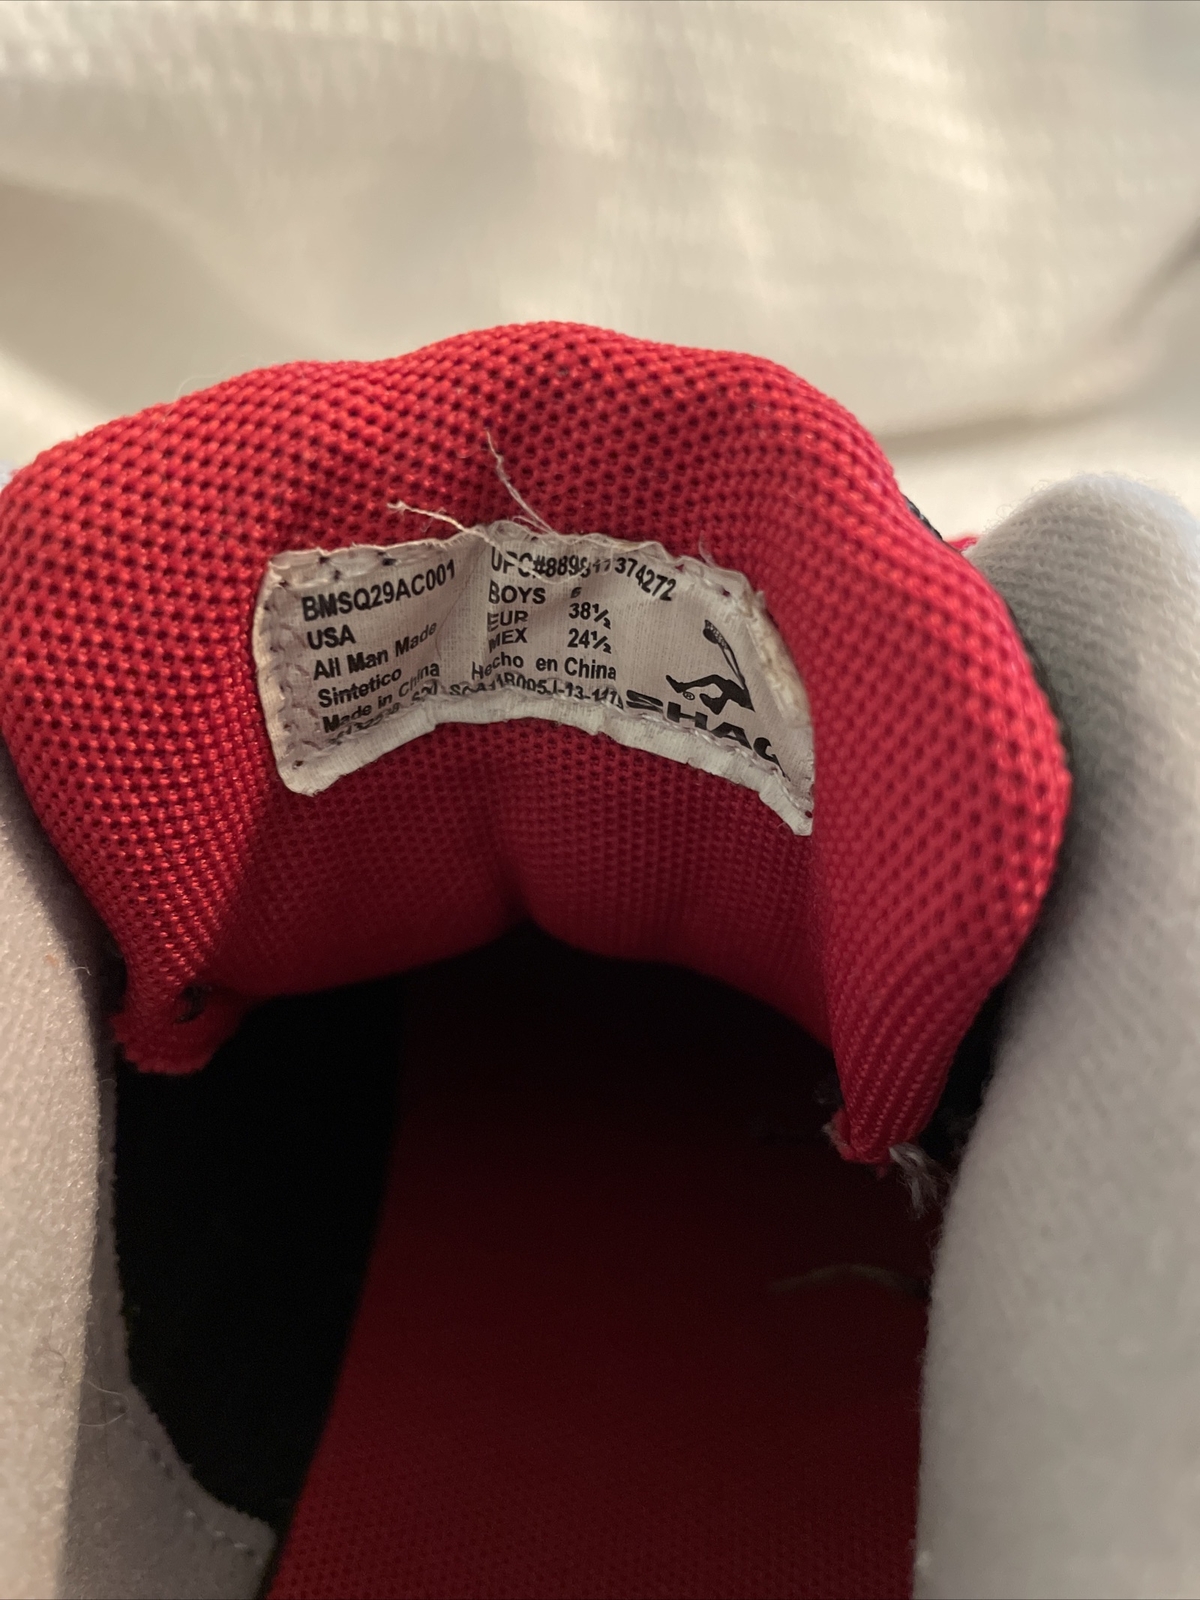 BMSQ29AC001
USA
All Man Made
Sintetico
Made in China
BOYS 6
EUR 38½
MEX 24½
Hecho en China
®
SHAQ